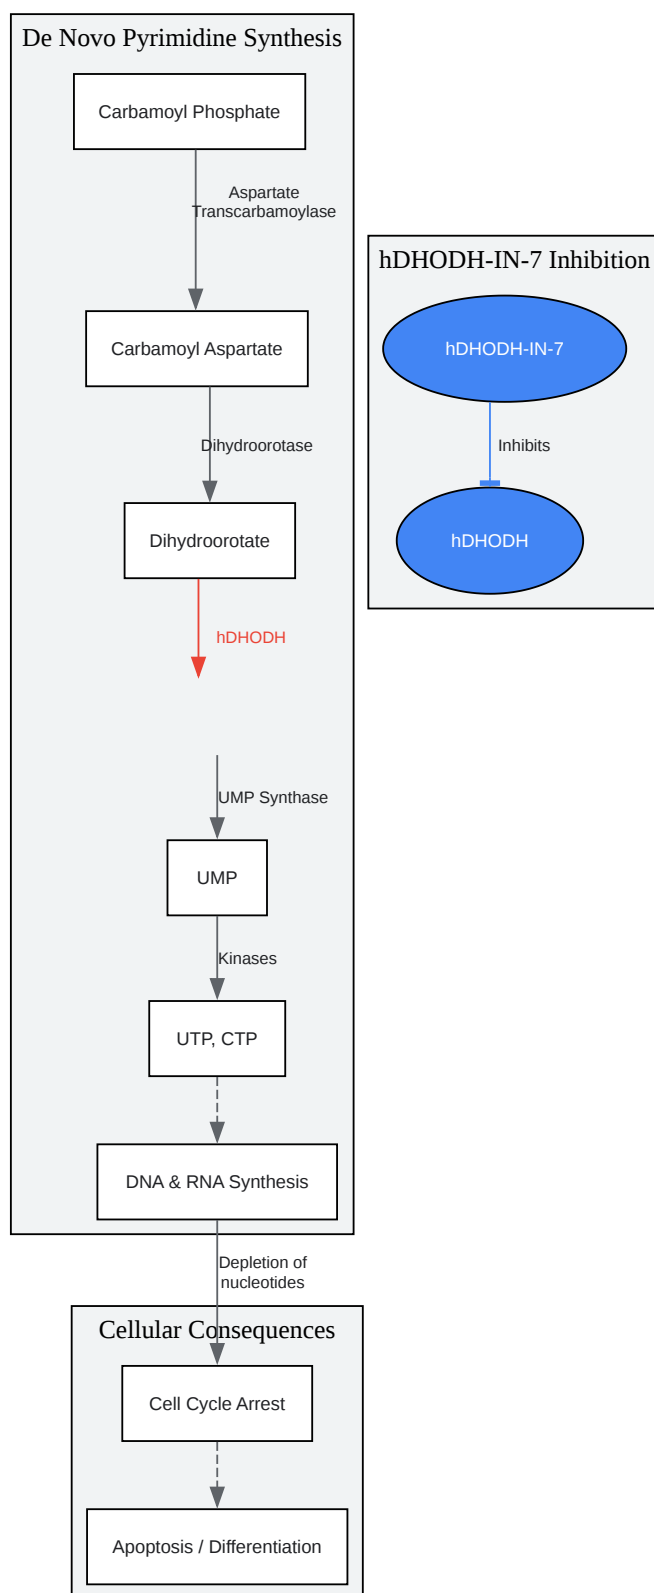 De Novo Pyrimidine Synthesis
Carbamoyl Phosphate
Aspartate
Transcarbamoylase
Carbamoyl Aspartate
Dihydroorotase
Dihydroorotate
hDHODH
UMP Synthase
UMP
Kinases
UTP, CTP
DNA & RNA Synthesis
Depletion of
nucleotides
Cellular Consequences
Cell Cycle Arrest
Apoptosis / Differentiation
hDHODH-IN-7 Inhibition
hDHODH-IN-7
Inhibits
hDHODH